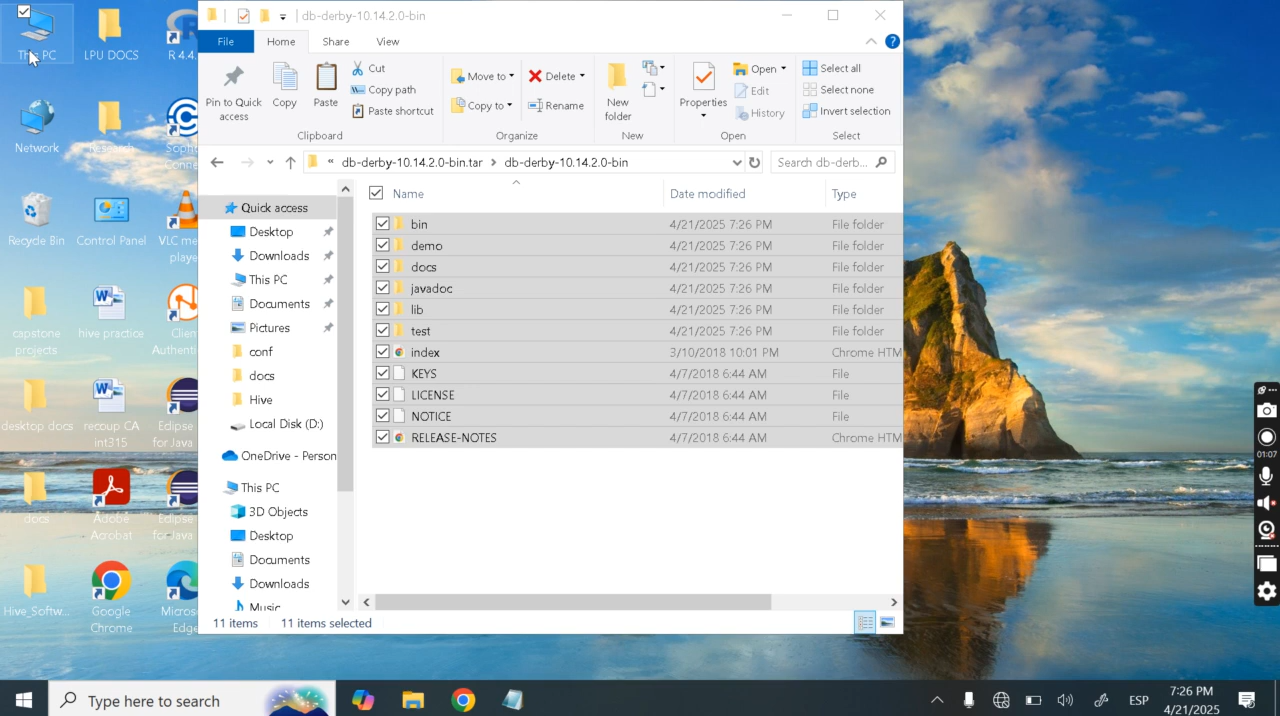 db-derby-10.14.2.0-bin
File
Home
Share
View
Pin to Quick
access
Copy
Paste
Cut
Copy path
Paste shortcut
Clipboard
Move to
Copy to
Delete
Rename
Organize
New
folder
New
Properties
Open
Edit
History
Open
Select all
Select none
Invert selection
Select
« db-derby-10.14.2.0-bin.tar > db-derby-10.14.2.0-bin
Search db-derb...
Quick access
Desktop
Downloads
This PC
Documents
Pictures
conf
docs
Hive
Local Disk (D:)
OneDrive - Person
This PC
3D Objects
Desktop
Documents
Downloads
Music
Name Date modified Type
bin 4/21/2025 7:26 PM File folder
demo 4/21/2025 7:26 PM File folder
docs 4/21/2025 7:26 PM File folder
javadoc 4/21/2025 7:26 PM File folder
lib 4/21/2025 7:26 PM File folder
test 4/21/2025 7:26 PM File folder
index 3/10/2018 10:01 PM Chrome HTM
KEYS 4/7/2018 6:44 AM File
LICENSE 4/7/2018 6:44 AM File
NOTICE 4/7/2018 6:44 AM File
RELEASE-NOTES 4/7/2018 6:44 AM Chrome HTM
11 items 11 items selected
This PC
LPU DOCS
R 4.4.
Network
Research
Soph
Conne
Recycle Bin
Control Panel
VLC me
playe
capstone
projects
hive practice
Clien
Authenti
desktop docs
recoup CA
int315
Eclipse
for Java
docs
Adobe
Acrobat
Eclipse
for Java
Hive_Softw...
Google
Chrome
Micros
Edge
01:07
Type here to search
ESP
7:26 PM
4/21/2025